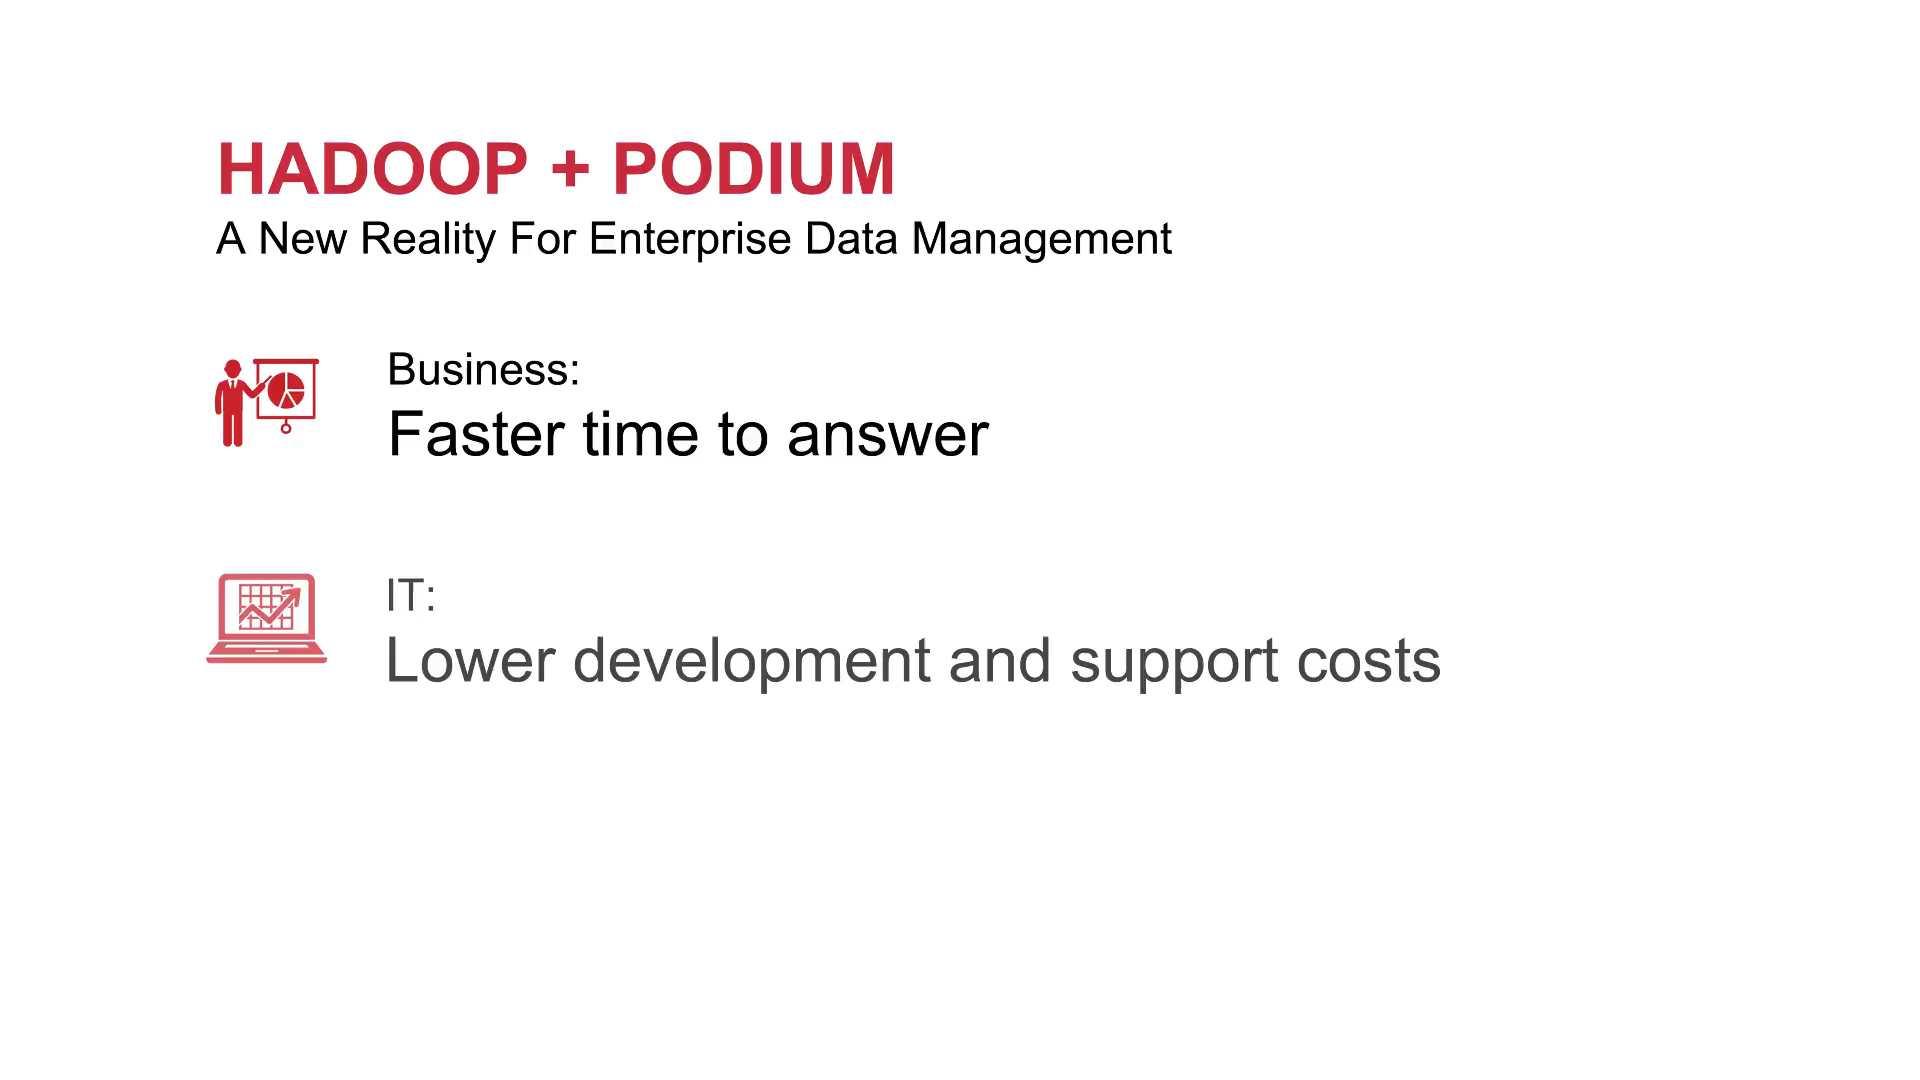 HADOOP + PODIUM
A New Reality For Enterprise Data Management
Business:
Faster time to answer
IT:
Lower development and support costs